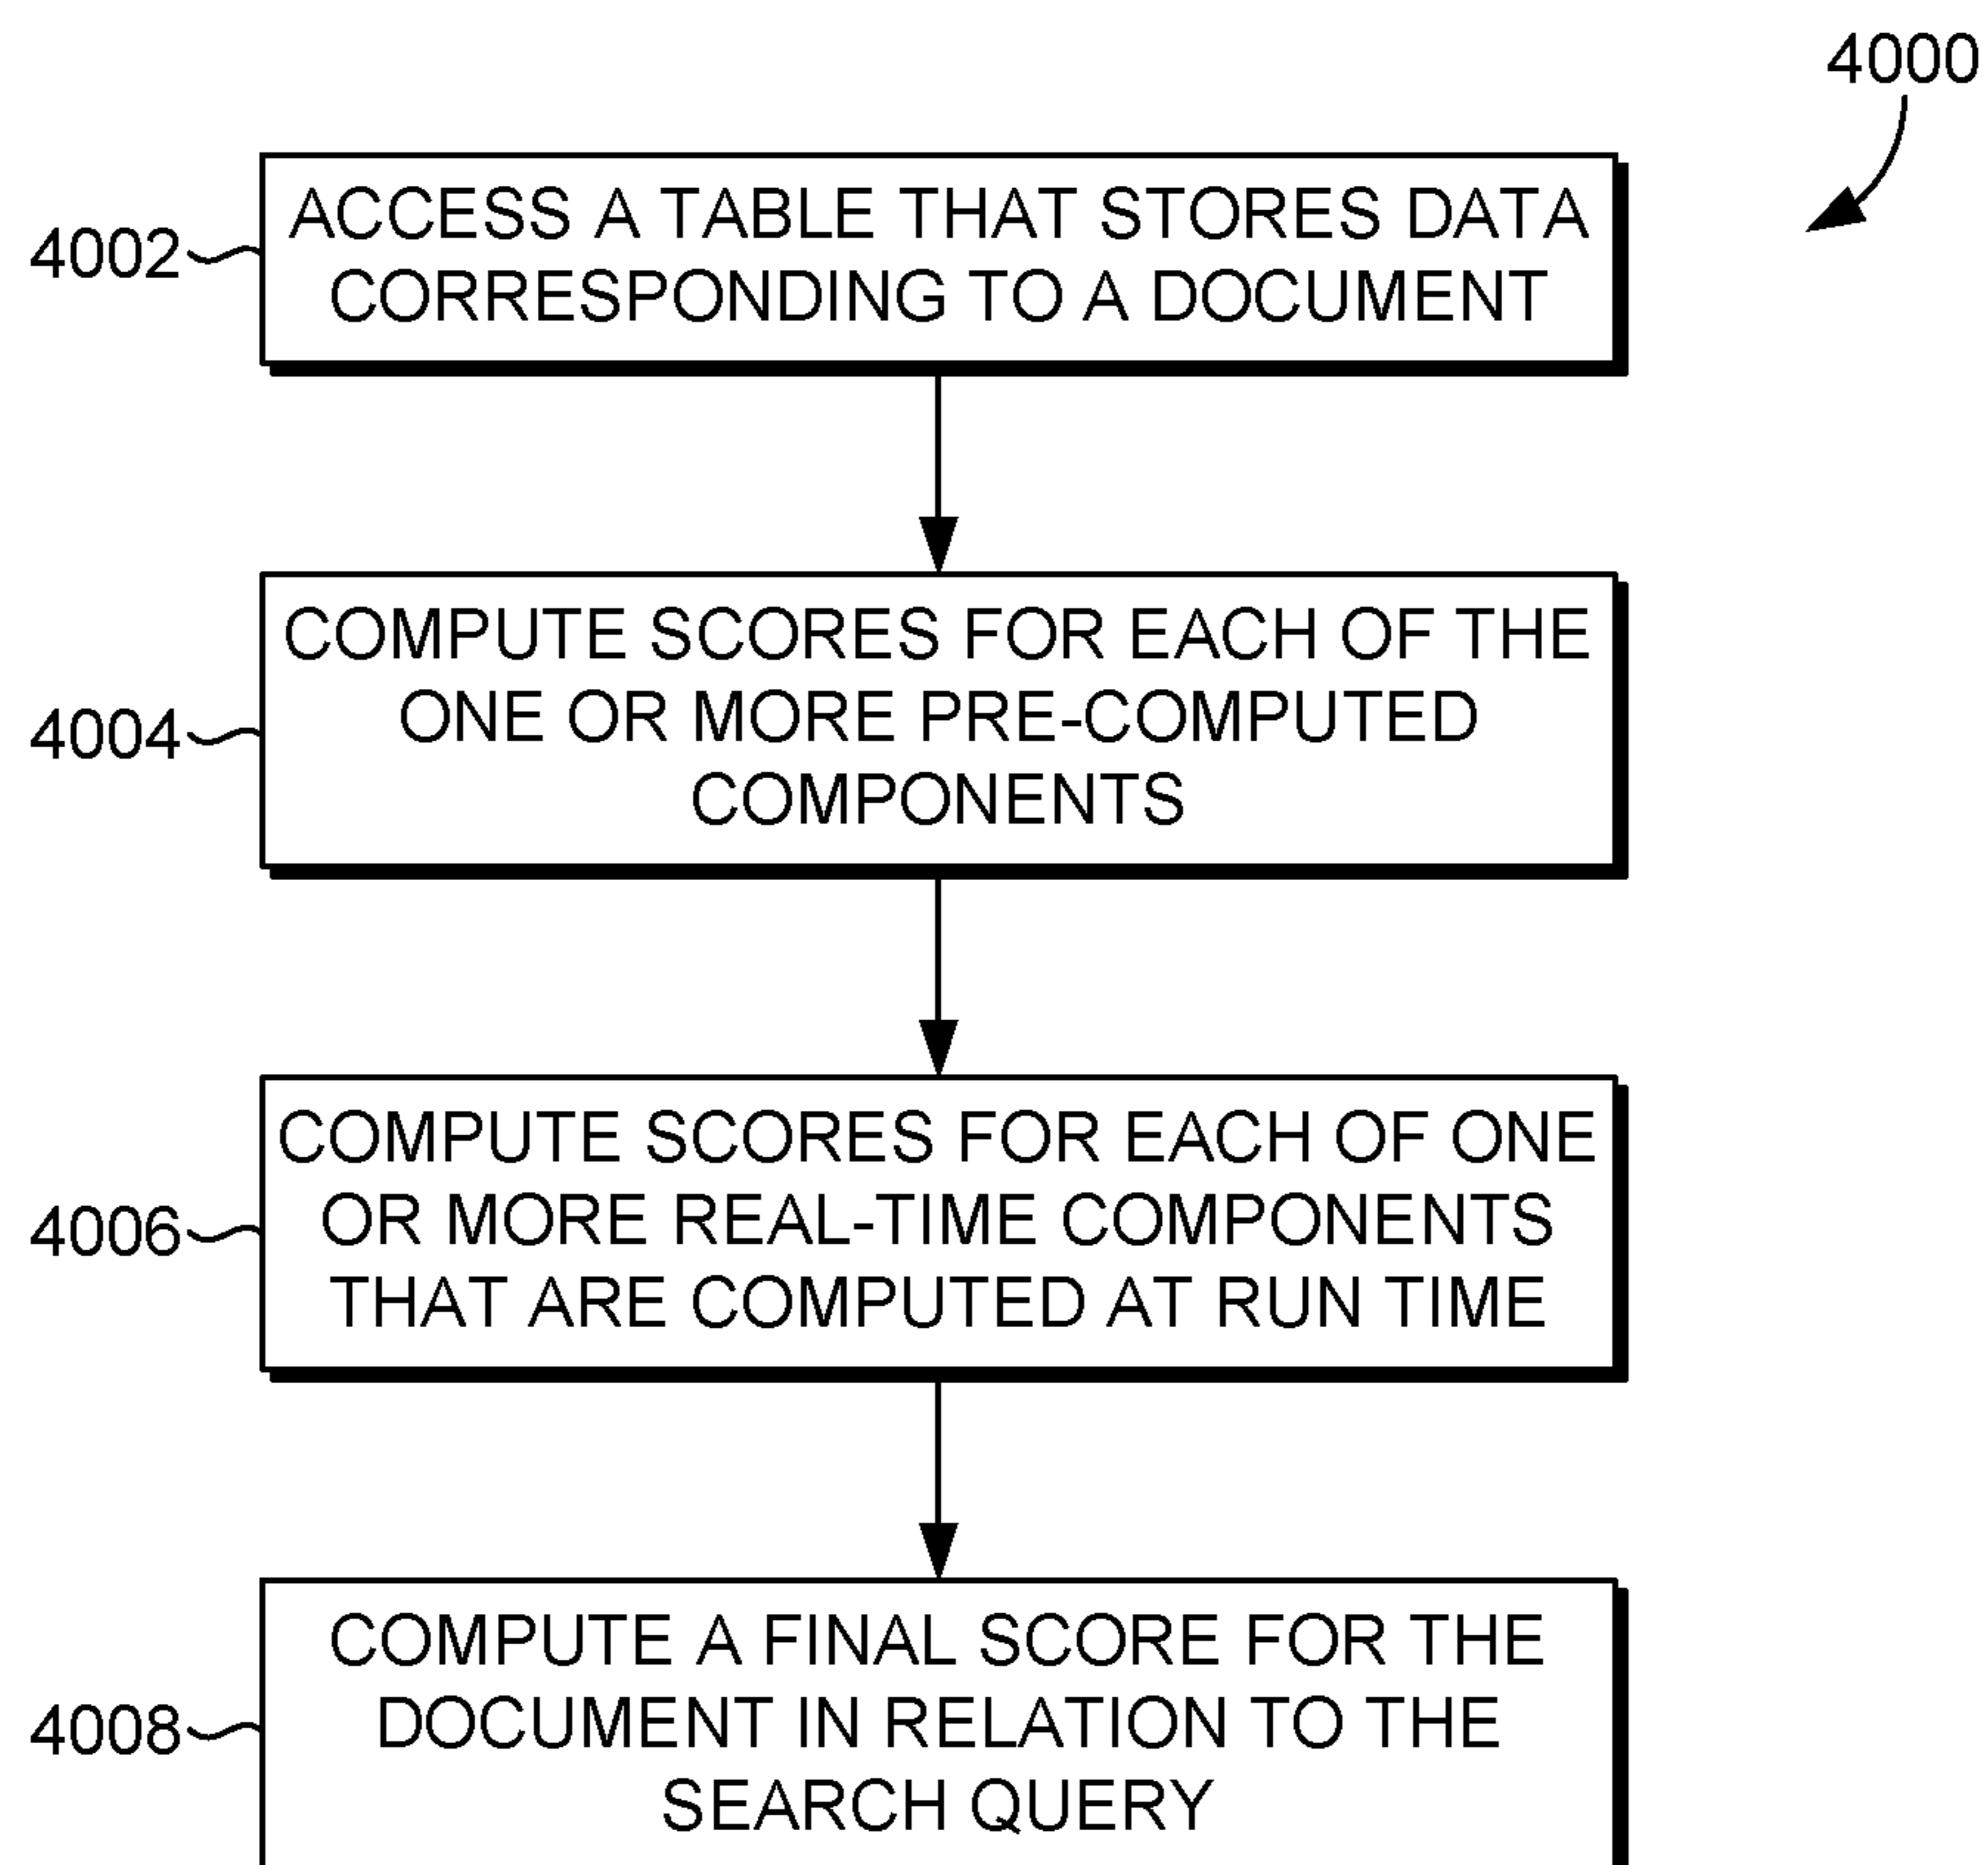 4000
ACCESS A TABLE THAT STORES DATA
CORRESPONDING TO A DOCUMENT
4002
COMPUTE SCORES FOR EACH OF THE
ONE OR MORE PRE-COMPUTED
COMPONENTS
4004
COMPUTE SCORES FOR EACH OF ONE
OR MORE REAL-TIME COMPONENTS
THAT ARE COMPUTED AT RUN TIME
4006
COMPUTE A FINAL SCORE FOR THE
DOCUMENT IN RELATION TO THE
SEARCH QUERY
4008